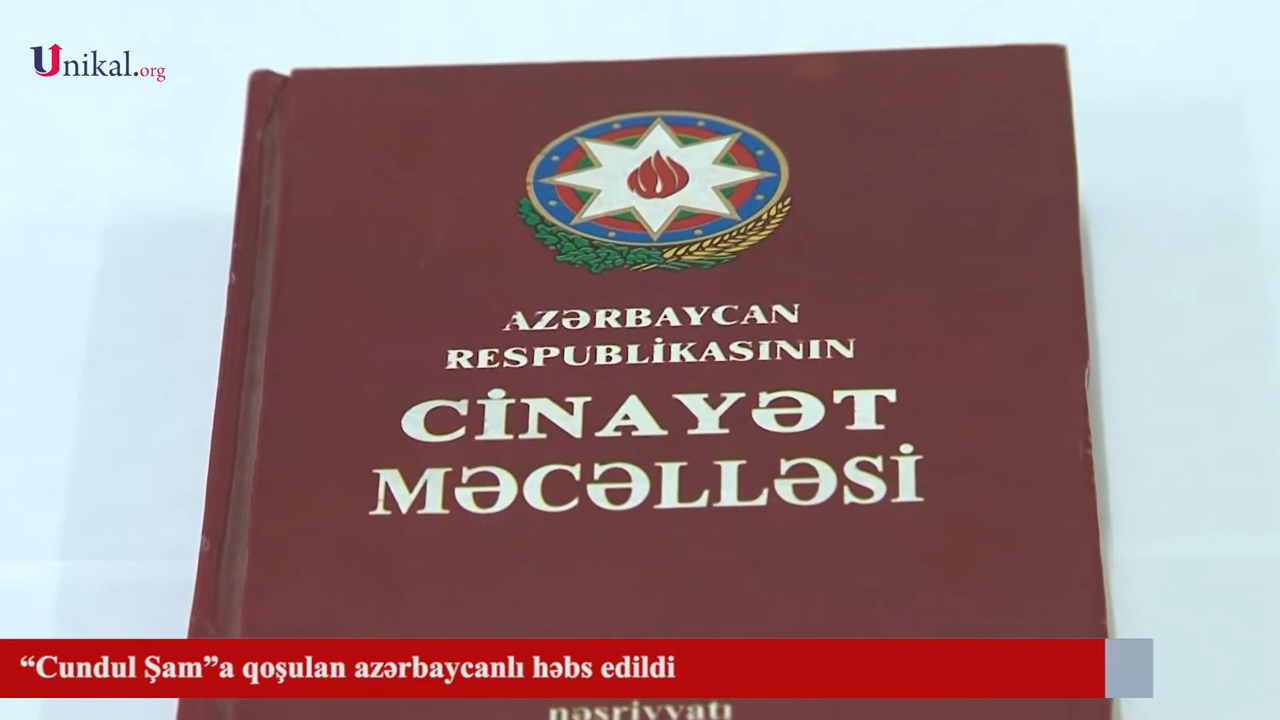 Unikal.org
AZƏRBAYCAN
RESPUBLİKASININ
CİNAYƏT
MƏCƏLLƏSİ
“Cundul Şam”a qoşulan azərbaycanlı həbs edildi
nəşriyyatı